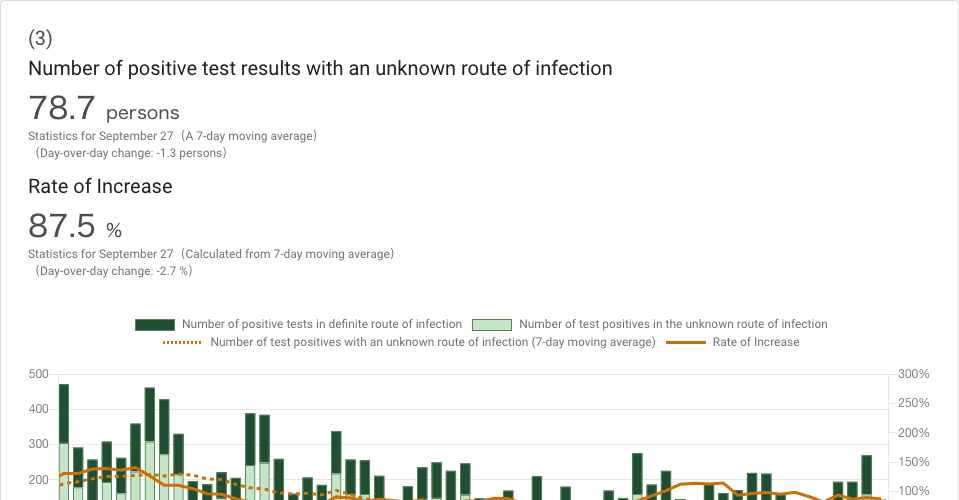 (3)
Number of positive test results with an unknown route of infection
78.7 persons
Statistics for September 27（A 7-day moving average）
（Day-over-day change: -1.3 persons）
Rate of Increase
87.5 %
Statistics for September 27（Calculated from 7-day moving average）
（Day-over-day change: -2.7 %）
Number of positive tests in definite route of infection Number of test positives in the unknown route of infection
Number of test positives with an unknown route of infection (7-day moving average) Rate of Increase
500 300%
250%
400
200%
300
150%
200
100%